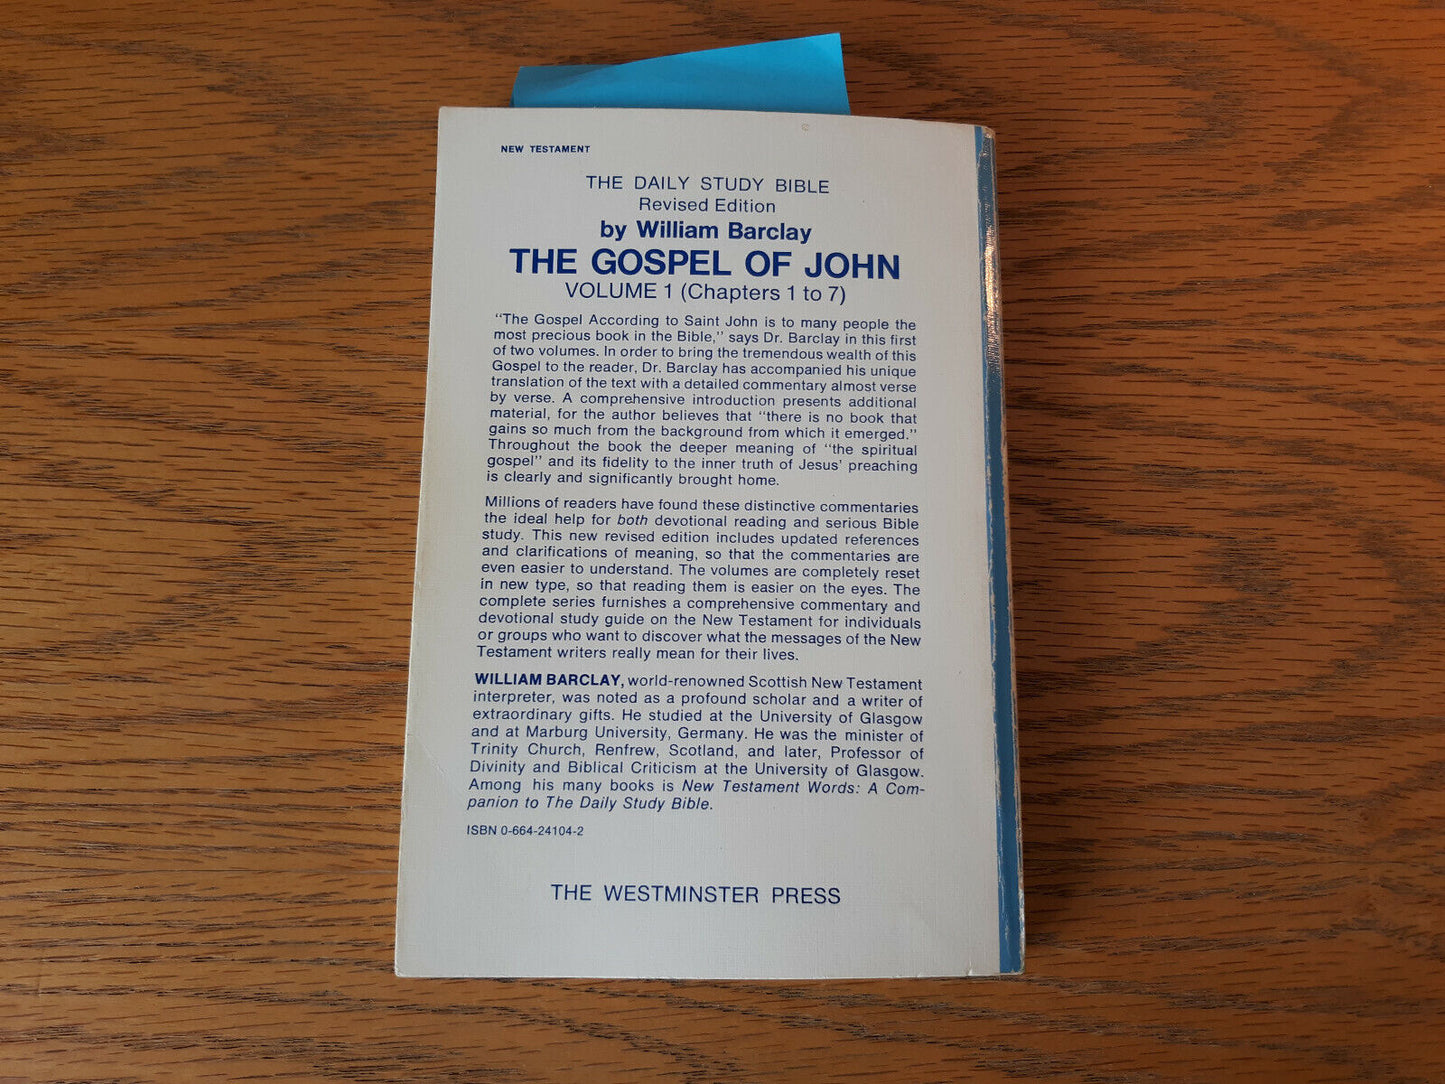 NEW TESTAMENT
THE DAILY STUDY BIBLE
Revised Edition
by William Barclay
THE GOSPEL OF JOHN
VOLUME 1 (Chapters 1 to 7)
"The Gospel According to Saint John is to many people the
most precious book in the Bible," says Dr. Barclay in this first
of two volumes. In order to bring the tremendous wealth of this
Gospel to the reader, Dr. Barclay has accompanied his unique
translation of the text with a detailed commentary almost verse
by verse. A comprehensive introduction presents additional
material, for the author believes that "there is no book that
gains so much from the background from which it emerged."
Throughout the book the deeper meaning of "the spiritual
gospel" and its fidelity to the inner truth of Jesus' preaching
is clearly and significantly brought home.
Millions of readers have found these distinctive commentaries
the ideal help for both devotional reading and serious Bible
study. This new revised edition includes updated references
and clarifications of meaning, so that the commentaries are
even easier to understand. The volumes are completely reset
in new type, so that reading them is easier on the eyes. The
complete series furnishes a comprehensive commentary and
devotional study guide on the New Testament for individuals
or groups who want to discover what the messages of the New
Testament writers really mean for their lives.
WILLIAM BARCLAY, world-renowned Scottish New Testament
interpreter, was noted as a profound scholar and a writer of
extraordinary gifts. He studied at the University of Glasgow
and at Marburg University, Germany. He was the minister of
Trinity Church, Renfrew, Scotland, and later, Professor of
Divinity and Biblical Criticism at the University of Glasgow.
Among his many books is New Testament Words: A Com-
panion to The Daily Study Bible.
ISBN 0-664-24104-2
THE WESTMINSTER PRESS